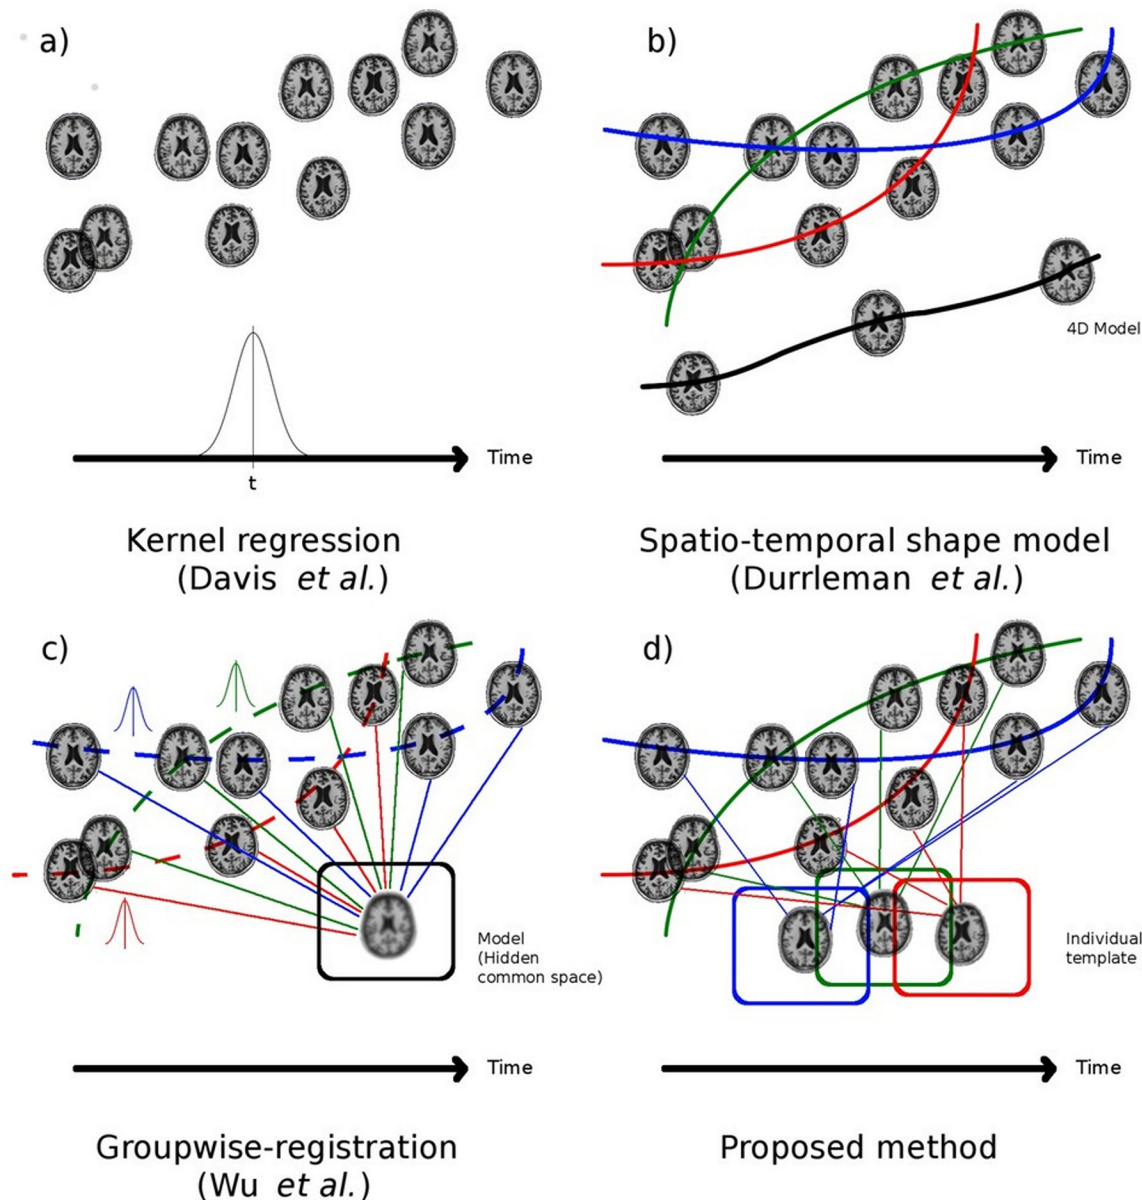 a)
b)
4D Model
Time
t
Time
Kernel regression
(Davis et al.)
Spatio-temporal shape model
(Durrleman et al.)
c)
d)
Model
(Hidden
common space)
Individual
template
Time
Time
Groupwise-registration
(Wu et al.)
Proposed method